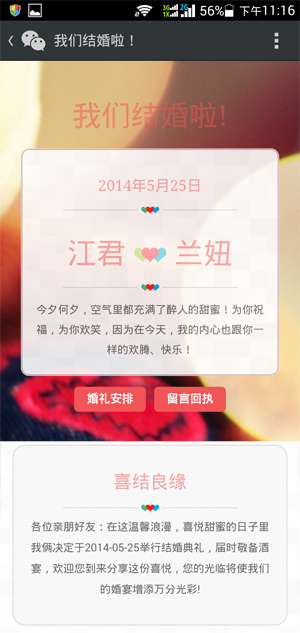 3G 2G 56% 下午11:16
我们结婚啦！
我们结婚啦!
2014年5月25日
江君 兰妞
今夕何夕，空气里都充满了醉人的甜蜜！为你祝
福，为你欢笑，因为在今天，我的内心也跟你一
样的欢腾、快乐！
婚礼安排 留言回执
喜结良缘
各位亲朋好友：在这温馨浪漫，喜悦甜蜜的日子里
我俩决定于2014-05-25举行结婚典礼，届时敬备酒
宴，欢迎您到来分享这份喜悦，您的光临将使我们
的婚宴增添万分光彩!